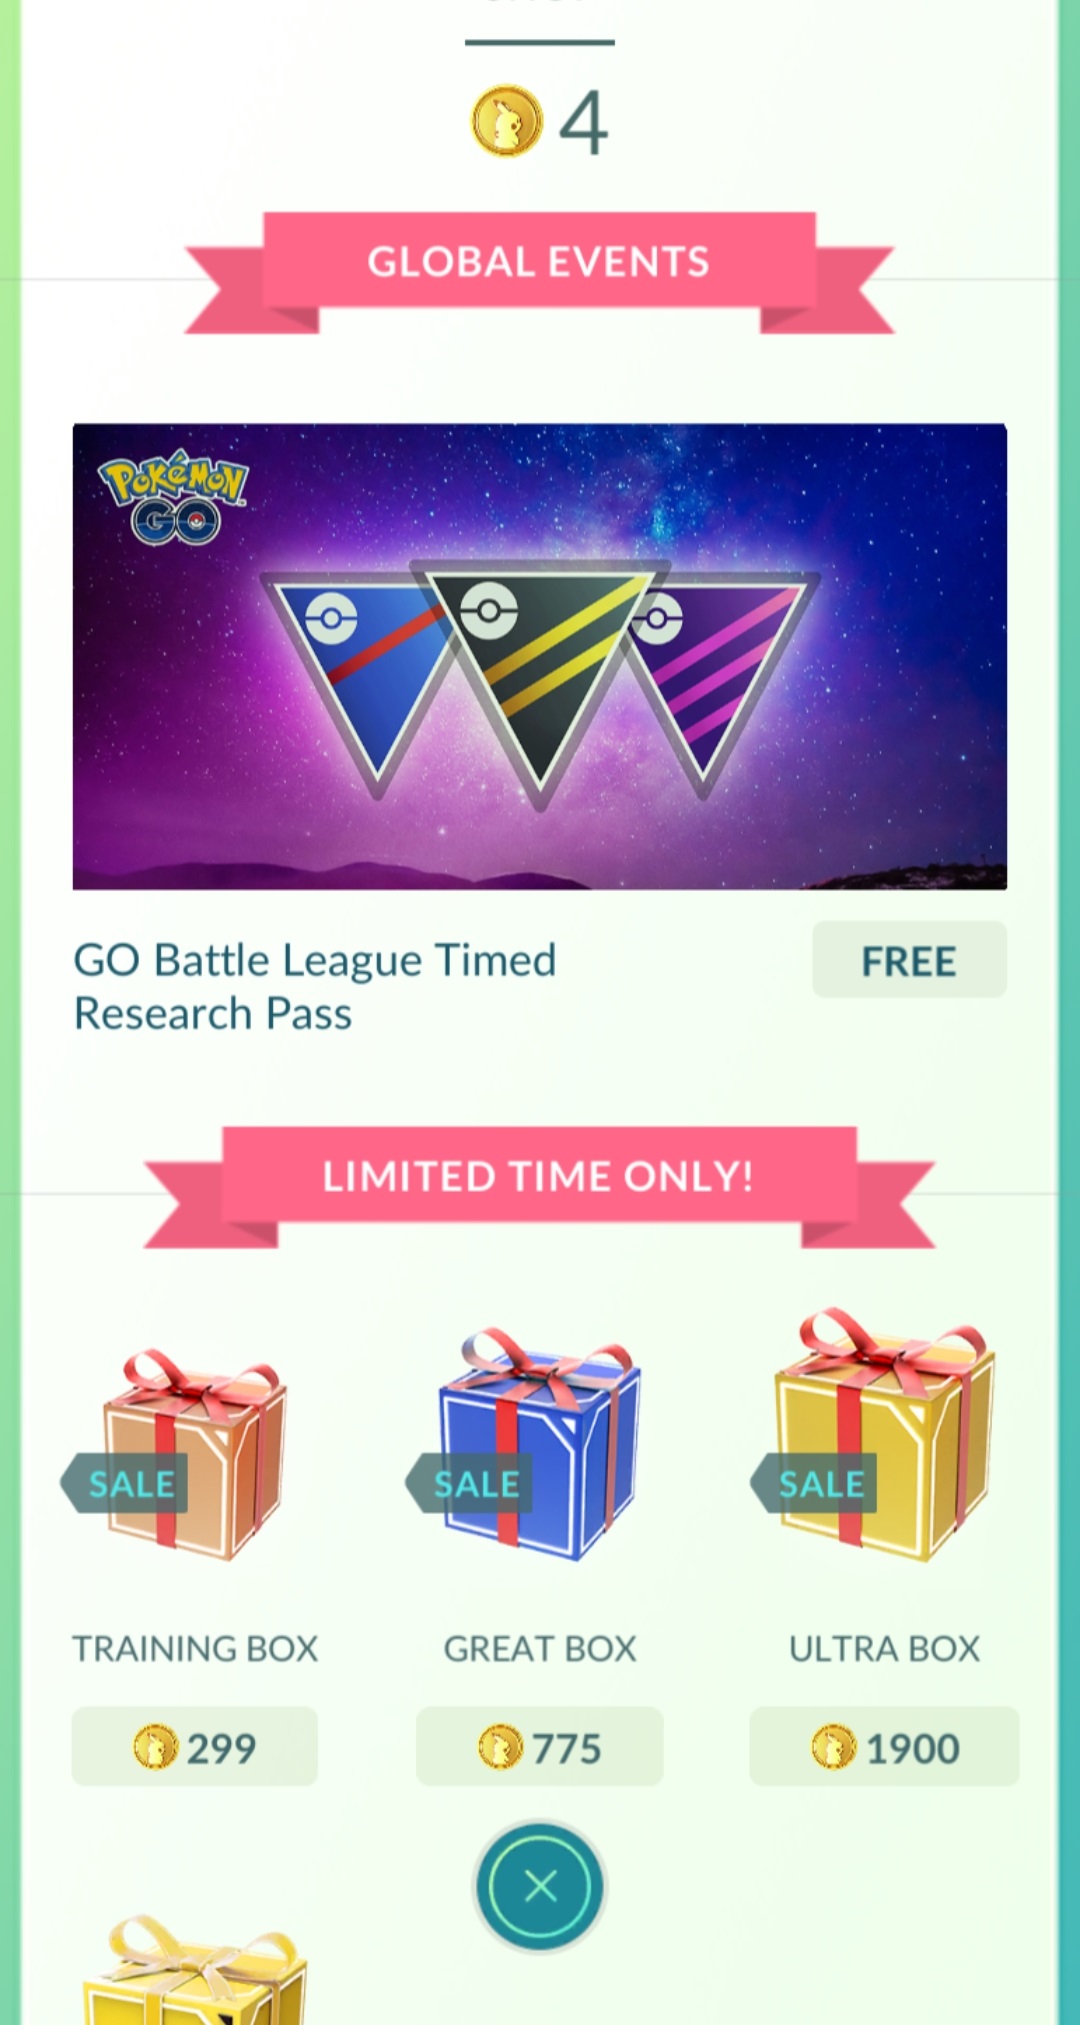 4
GLOBAL EVENTS
POKéMON
GO
GO Battle League Timed
Research Pass
FREE
LIMITED TIME ONLY!
SALE
SALE
SALE
TRAINING BOX
GREAT BOX
ULTRA BOX
299
775
1900